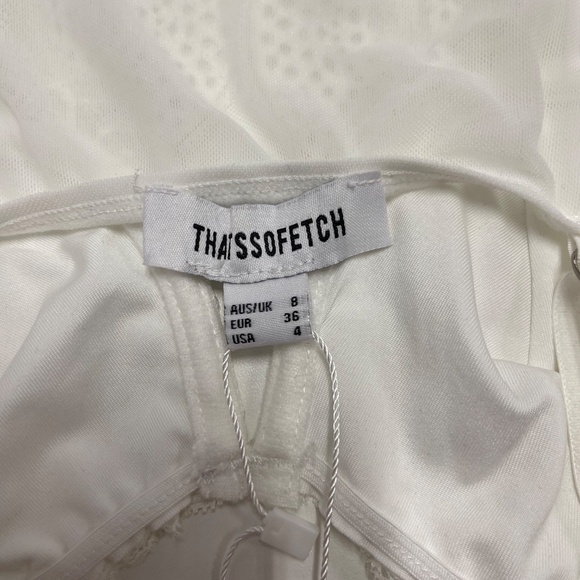 THATSSOFETCH
AUS/UK 8
EUR 36
USA 4